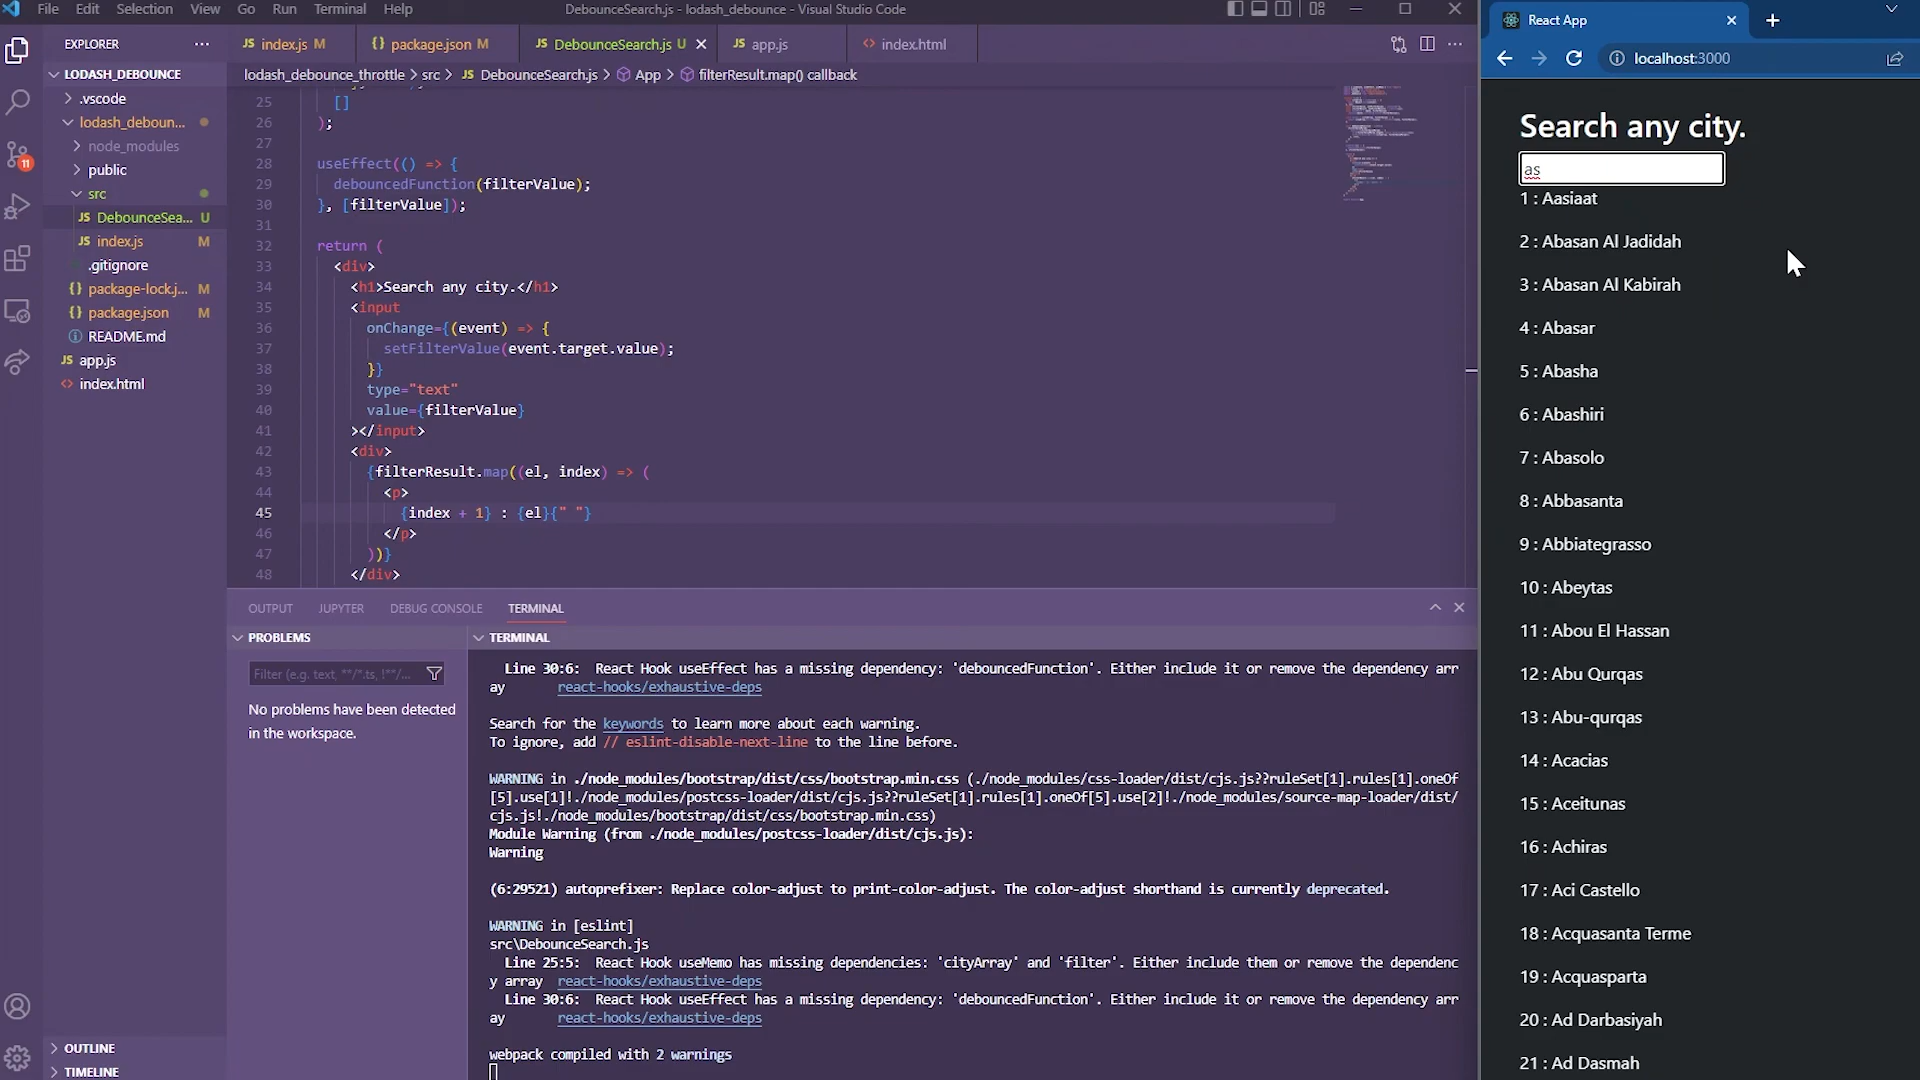 File Edit Selection View Go Run Terminal Help
DebounceSearch.js - lodash_debounce - Visual Studio Code
EXPLORER
LODASH_DEBOUNCE
.vscode
lodash_deboun...
node_modules
public
src
JS DebounceSea... U
JS index.js M
.gitignore
{} package-lock.j... M
{} package.json M
README.md
JS app.js
<> index.html
OUTLINE
TIMELINE
11
JS index.js M
{} package.json M
JS DebounceSearch.js U
JS app.js
<> index.html
lodash_debounce_throttle > src > JS DebounceSearch.js > App > filterResult.map() callback
25 []
26 );
27
28 useEffect(() => {
29 debouncedFunction(filterValue);
30 }, [filterValue]);
31
32 return (
33 <div>
34 <h1>Search any city.</h1>
35 <input
36 onChange={(event) => {
37 setFilterValue(event.target.value);
38 }}
39 type="text"
40 value={filterValue}
41 ></input>
42 <div>
43 {filterResult.map((el, index) => (
44 <p>
45 {index + 1} : {el}{" "}
46 </p>
47 ))}
48 </div>
OUTPUT JUPYTER DEBUG CONSOLE TERMINAL
PROBLEMS
Filter (e.g. text, **/*.ts, !**/...
No problems have been detected
in the workspace.
TERMINAL
Line 30:6: React Hook useEffect has a missing dependency: 'debouncedFunction'. Either include it or remove the dependency arr
ay react-hooks/exhaustive-deps
Search for the keywords to learn more about each warning.
To ignore, add // eslint-disable-next-line to the line before.
WARNING in ./node_modules/bootstrap/dist/css/bootstrap.min.css (./node_modules/css-loader/dist/cjs.js??ruleSet[1].rules[1].oneOf
[5].use[1]!./node_modules/postcss-loader/dist/cjs.js??ruleSet[1].rules[1].oneOf[5].use[2]!./node_modules/source-map-loader/dist/
cjs.js!./node_modules/bootstrap/dist/css/bootstrap.min.css)
Module Warning (from ./node_modules/postcss-loader/dist/cjs.js):
Warning
(6:29521) autoprefixer: Replace color-adjust to print-color-adjust. The color-adjust shorthand is currently deprecated.
WARNING in [eslint]
src\DebounceSearch.js
Line 25:5: React Hook useMemo has missing dependencies: 'cityArray' and 'filter'. Either include them or remove the dependenc
y array react-hooks/exhaustive-deps
Line 30:6: React Hook useEffect has a missing dependency: 'debouncedFunction'. Either include it or remove the dependency arr
ay react-hooks/exhaustive-deps
webpack compiled with 2 warnings
React App
localhost:3000
Search any city.
as
1 : Aasiaat
2 : Abasan Al Jadidah
3 : Abasan Al Kabirah
4 : Abasar
5 : Abasha
6 : Abashiri
7 : Abasolo
8 : Abbasanta
9 : Abbiategrasso
10 : Abeytas
11 : Abou El Hassan
12 : Abu Qurqas
13 : Abu-qurqas
14 : Acacias
15 : Aceitunas
16 : Achiras
17 : Aci Castello
18 : Acquasanta Terme
19 : Acquasparta
20 : Ad Darbasiyah
21 : Ad Dasmah